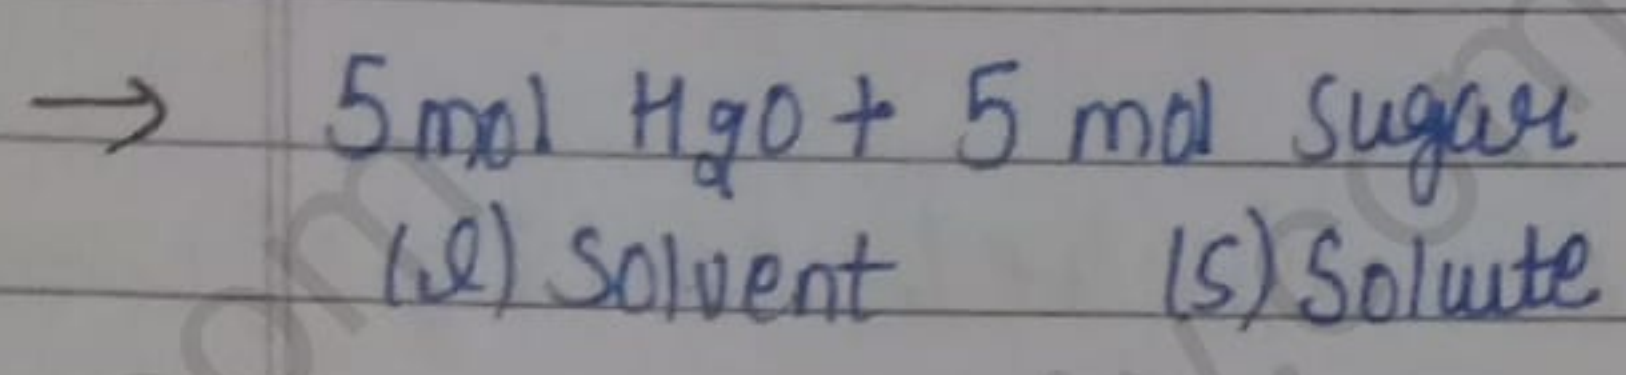 → 5 mol H₂O + 5 mol Sugar
(l) Solvent (s) Solute